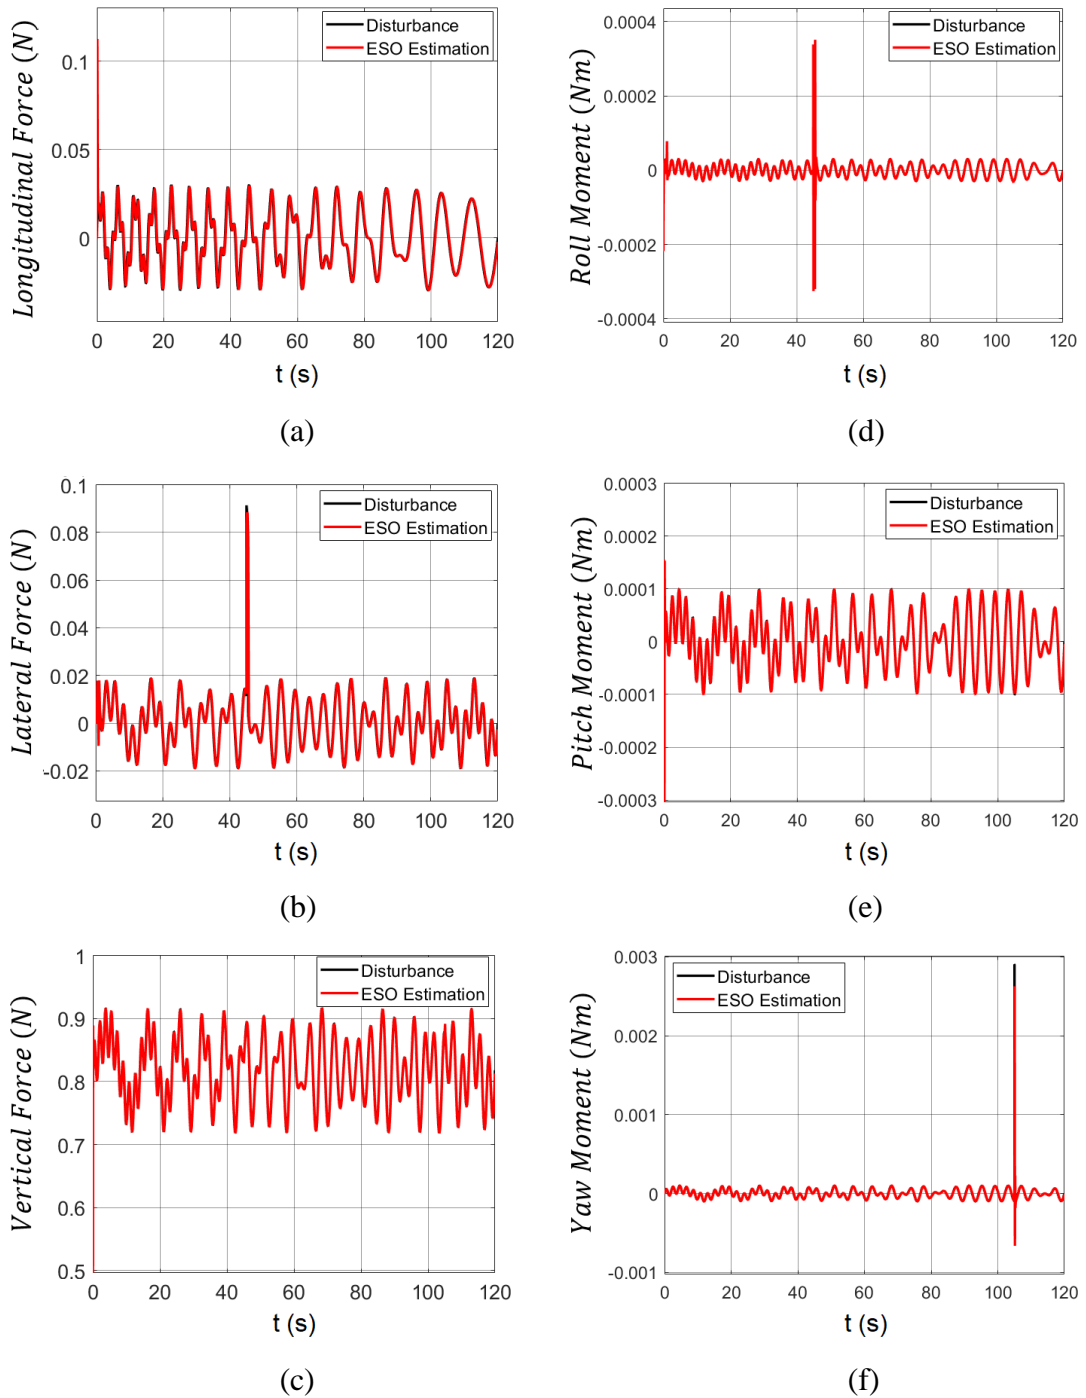 Longitudinal Force (N)
Disturbance
ESO Estimation
0.1
0.05
0
0 20 40 60 80 100 120
t (s)
(a)
Roll Moment (Nm)
Disturbance
ESO Estimation
0.0004
0.0002
0
-0.0002
-0.0004
0 20 40 60 80 100 120
t (s)
(d)
Lateral Force (N)
Disturbance
ESO Estimation
0.1
0.08
0.06
0.04
0.02
0
-0.02
0 20 40 60 80 100 120
t (s)
(b)
Pitch Moment (Nm)
Disturbance
ESO Estimation
0.0003
0.0002
0.0001
0
-0.0001
-0.0002
-0.0003
0 20 40 60 80 100 120
t (s)
(e)
Vertical Force (N)
Disturbance
ESO Estimation
1
0.9
0.8
0.7
0.6
0.5
0 20 40 60 80 100 120
t (s)
(c)
Yaw Moment (Nm)
Disturbance
ESO Estimation
0.003
0.002
0.001
0
-0.001
0 20 40 60 80 100 120
t (s)
(f)